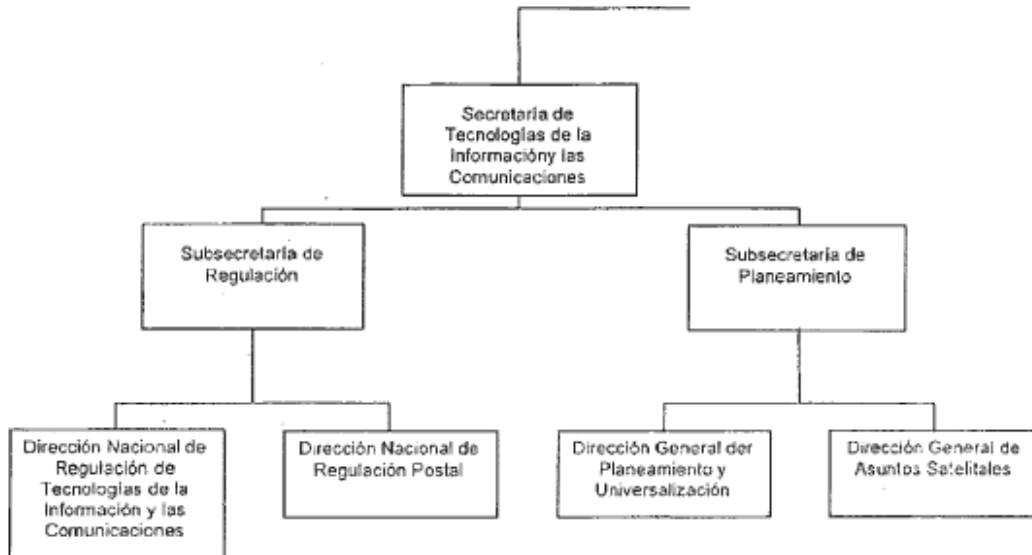 Secretaría de
Tecnologías de la
Informacióny las
Comunicaciones
Subsecretaría de
Regulación
Subsecretaría de
Planeamiento
Dirección Nacional de
Regulación de
Tecnologías de la
Información y las
Comunicaciones
Dirección Nacional de
Regulación Postal
Dirección General der
Planeamiento y
Universalización
Dirección General de
Asuntos Satelitales